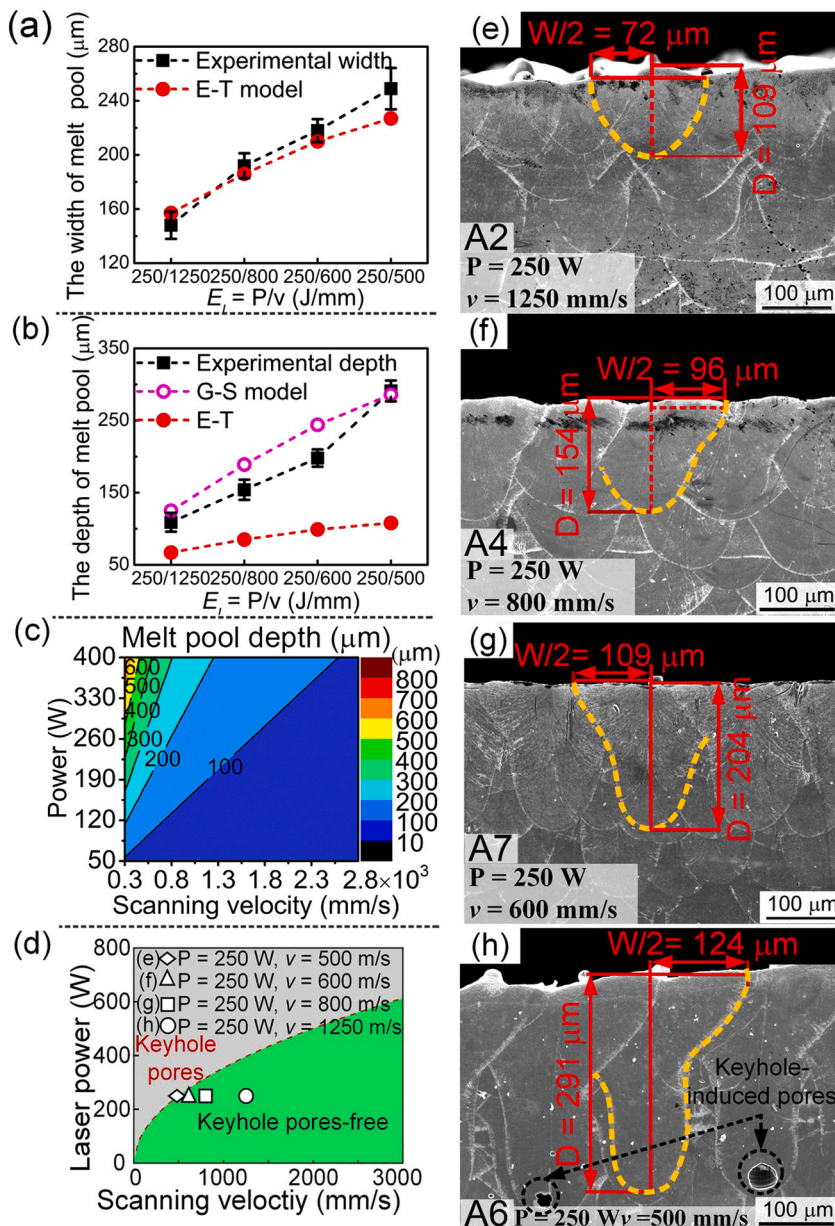 (a)
The width of melt pool (μm)
280
240
200
160
120
Experimental width
E-T model
250/1250
250/800
250/600
250/500
E_l = P/v (J/mm)
(b)
The depth of melt pool (μm)
350
250
150
50
Experimental depth
G-S model
E-T
250/1250
250/800
250/600
250/500
E_l = P/v (J/mm)
(c)
Melt pool depth (μm)
Power (W)
400
330
260
190
120
50
600
500
400
300
200
100
(μm)
800
700
600
500
400
300
200
100
10
0.3
0.8
1.3
1.8
2.3
2.8×10³
Scanning velocity (mm/s)
(d)
Laser power (W)
800
600
400
200
0
(e) P = 250 W, v = 500 m/s
(f) P = 250 W, v = 600 m/s
(g) P = 250 W, v = 800 m/s
(h) P = 250 W, v = 1250 m/s
Keyhole
pores
Keyhole pores-free
0
1000
2000
3000
Scanning veloctiy (mm/s)
(e)
W/2 = 72 μm
D = 109 μm
A2
P = 250 W
v = 1250 mm/s
100 μm
(f)
W/2 = 96 μm
D = 154 μm
A4
P = 250 W
v = 800 mm/s
100 μm
(g)
W/2= 109 μm
D = 204 μm
A7
P = 250 W
v = 600 mm/s
100 μm
(h)
W/2= 124 μm
D = 291 μm
Keyhole-
induced pores
A6
P = 250 Wv =500 mm/s
100 μm